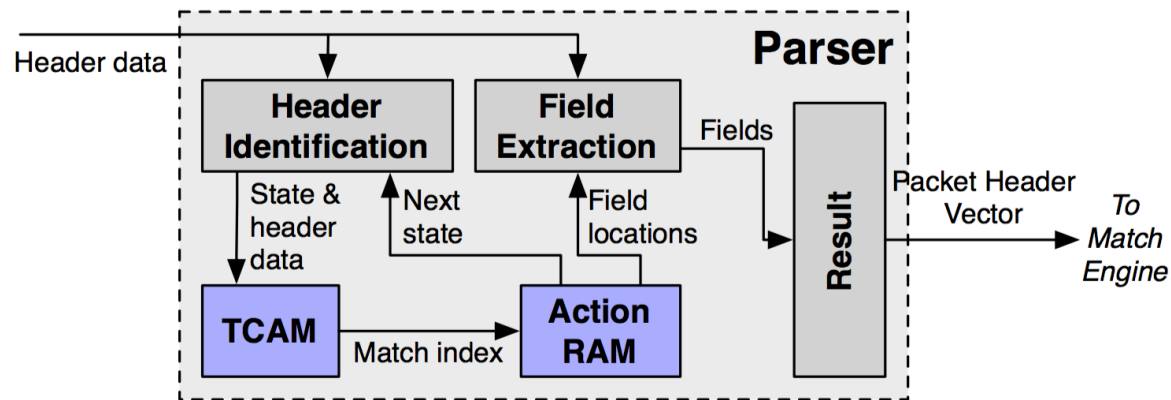 Parser
Header data
Header
Identification
Field
Extraction
Fields
State &
header
data
Next
state
Field
locations
Result
Packet Header
Vector
To
Match
Engine
TCAM
Match index
Action
RAM